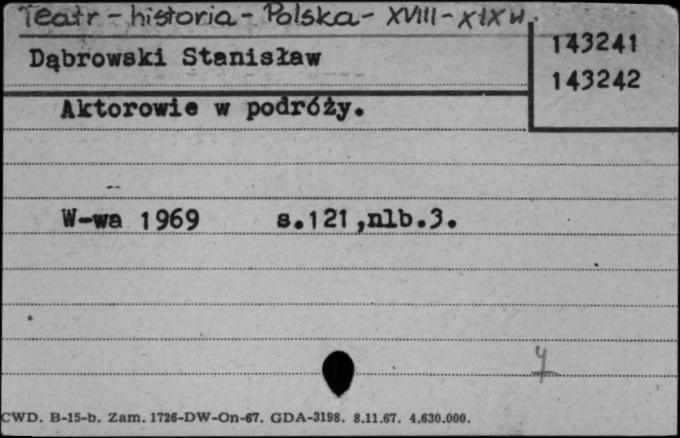 Teatr - historia - Polska - XVIII - XIX w.
Dąbrowski Stanisław
143241
143242
Aktorowie w podróży.
W-wa 1969 s.121,nlb.3.
4
CWD. B-15-b. Zam. 1726-DW-On-67. GDA-3198. 8.11.67. 4.630.000.